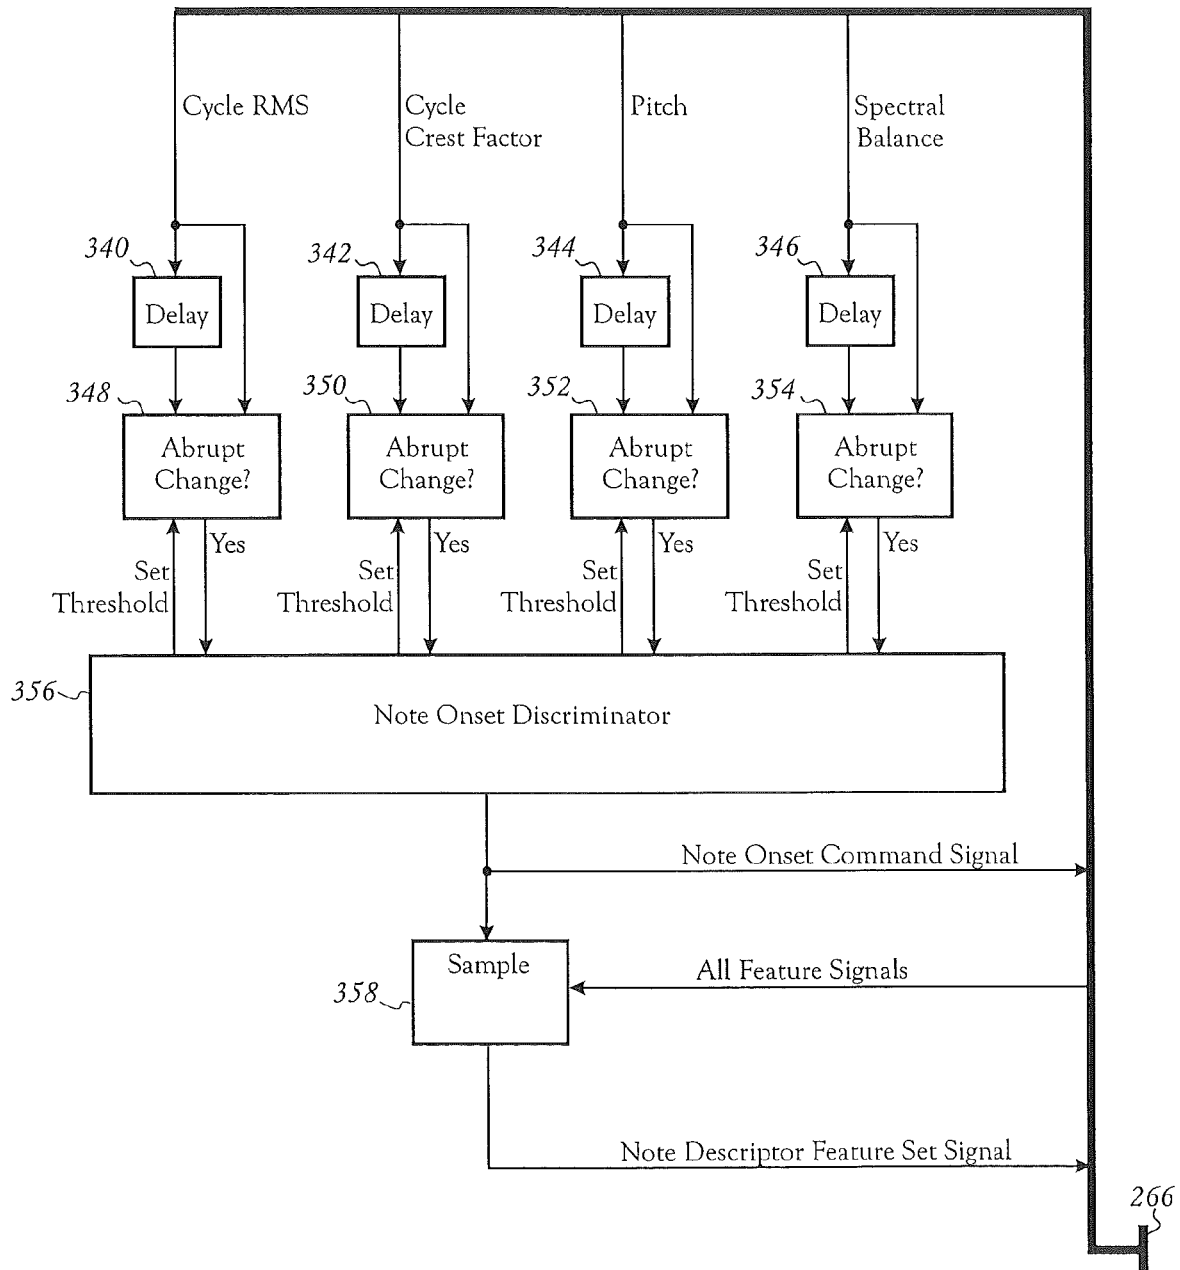 Cycle RMS
Cycle
Crest Factor
Pitch
Spectral
Balance
340
342
344
346
Delay
Delay
Delay
Delay
348
350
352
354
Abrupt
Change?
Abrupt
Change?
Abrupt
Change?
Abrupt
Change?
Set
Threshold
Yes
Set
Threshold
Yes
Set
Threshold
Yes
Set
Threshold
Yes
356
Note Onset Discriminator
Note Onset Command Signal
Sample
358
All Feature Signals
Note Descriptor Feature Set Signal
266